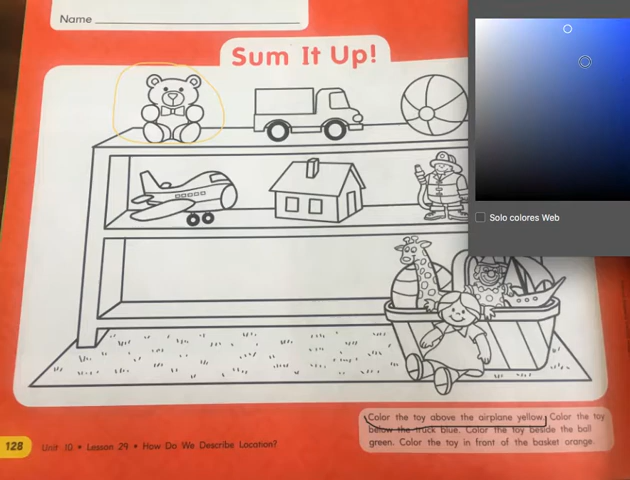 Name
Sum It Up!
Solo colores Web
Color the toy above the airplane yellow. Color the toy
below the truck blue. Color the toy beside the ball
green. Color the toy in front of the basket orange.
128 Unit 10 • Lesson 29 • How Do We Describe Location?